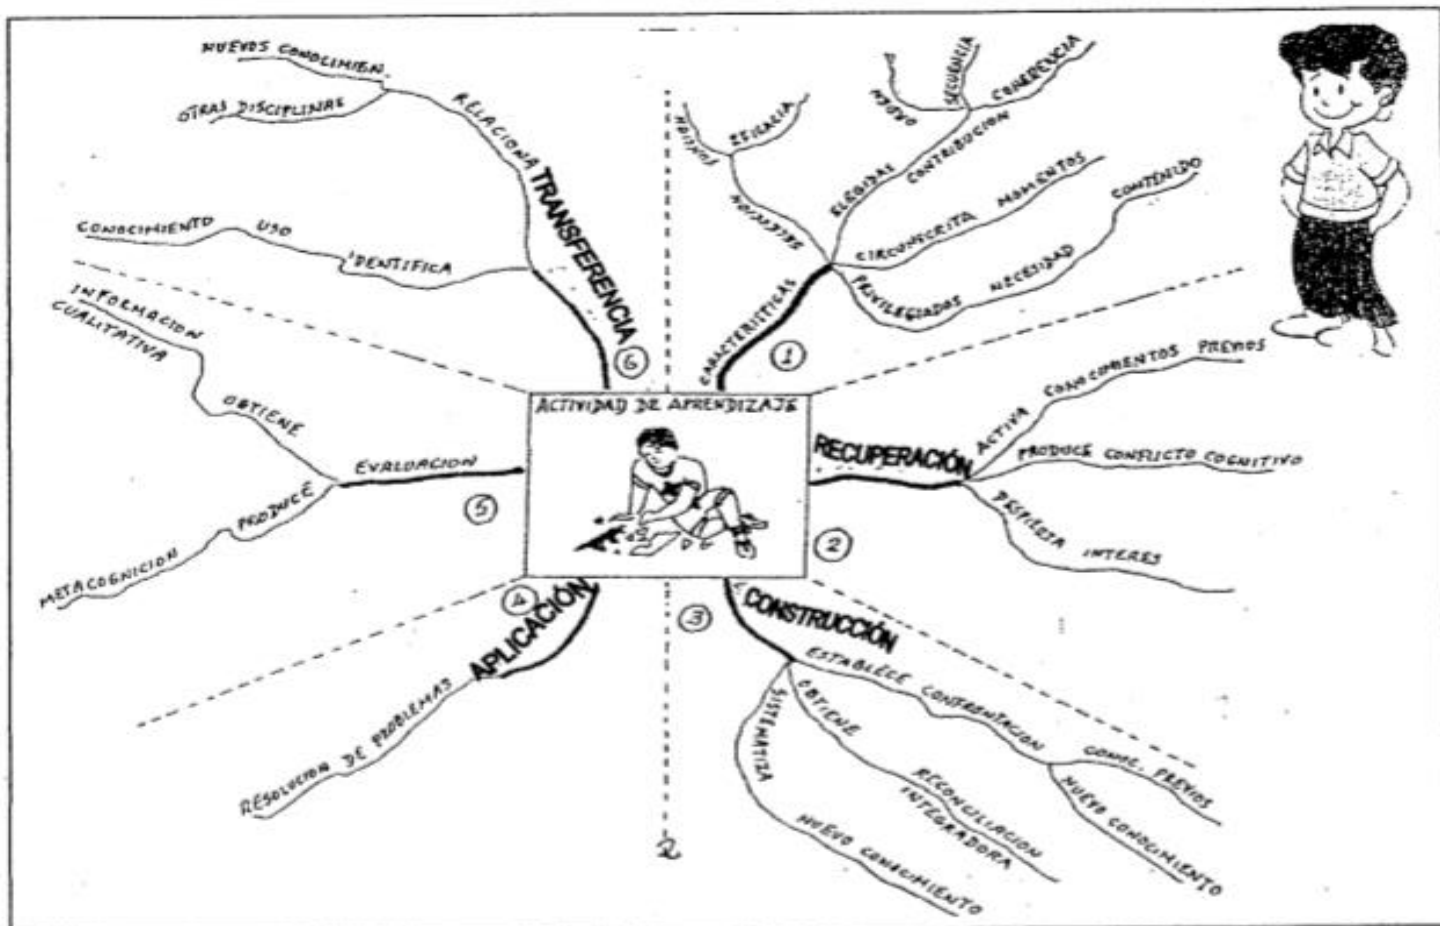 ACTIVIDAD DE APRENDIZAJE
1
CARACTERISTICAS
SELECCION
FUNCION
EFICACIA
ELEGIDAS
CONTRIBUCION
ORDEN
SECUENCIA
COHERENCIA
CIRCUNSCRITA MOMENTOS
PRIVILEGIADAS NECESIDAD CONTENIDO
2
RECUPERACIÓN
ACTIVA CONOCIMIENTOS PREVIOS
PRODUCE CONFLICTO COGNITIVO
DESPIERTA INTERES
3
CONSTRUCCIÓN
ESTABLECE CONFRONTACION
CONOC. PREVIOS
NUEVO CONOCIMIENTO
OBTIENE
RECONCILIACION
INTEGRADORA
SISTEMATIZA
NUEVO CONOCIMIENTO
4
APLICACIÓN
RESOLUCION DE PROBLEMAS
5
EVALUACION
OBTIENE
INFORMACION
CUALITATIVA
PRODUCE
METACOGNICION
6
TRANSFERENCIA
RELACIONA
NUEVOS CONOCIMIEN.
OTRAS DISCIPLINAS
IDENTIFICA
USO
CONOCIMIENTO